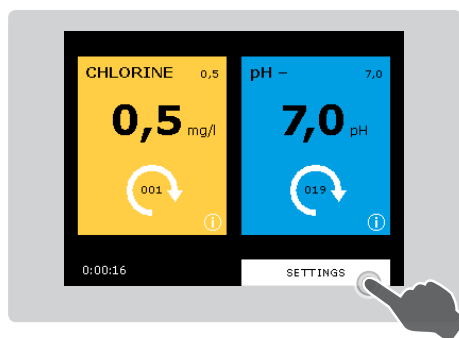 CHLORINE 0,5
0,5 mg/l
001
i
pH – 7,0
7,0 pH
019
i
0:00:16
SETTINGS